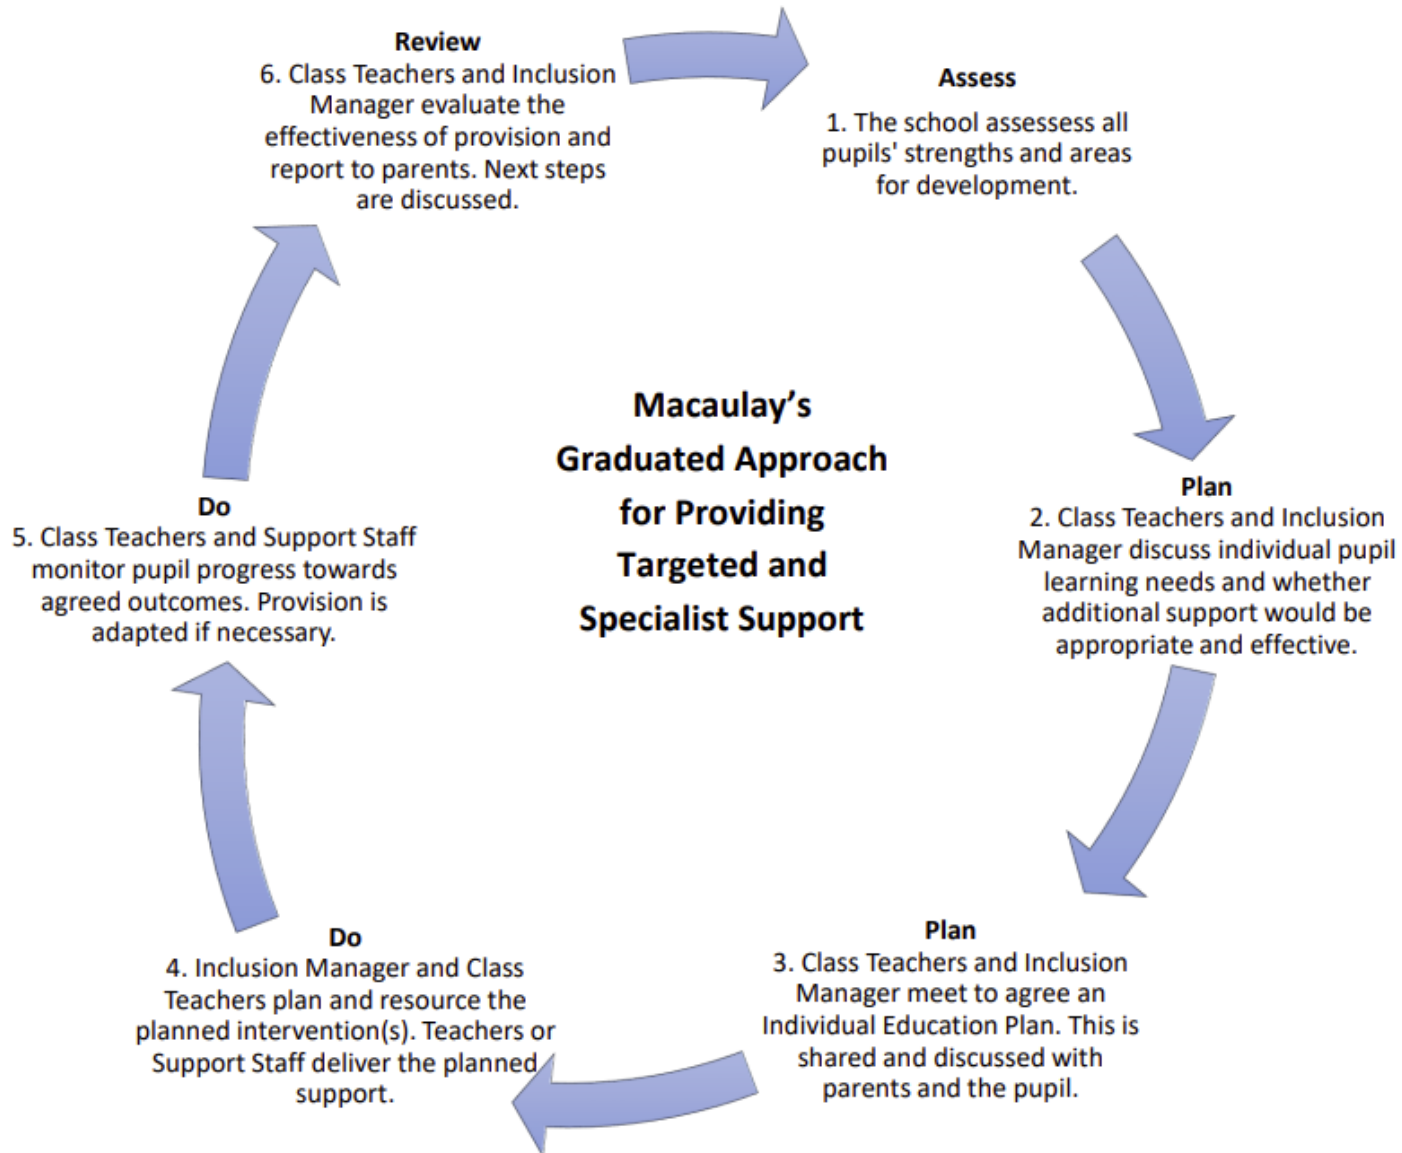 Review
6. Class Teachers and Inclusion
Manager evaluate the
effectiveness of provision and
report to parents. Next steps
are discussed.
Assess
1. The school assessess all
pupils' strengths and areas
for development.
Macaulay’s
Graduated Approach
for Providing
Targeted and
Specialist Support
Plan
2. Class Teachers and Inclusion
Manager discuss individual pupil
learning needs and whether
additional support would be
appropriate and effective.
Do
5. Class Teachers and Support Staff
monitor pupil progress towards
agreed outcomes. Provision is
adapted if necessary.
Plan
3. Class Teachers and Inclusion
Manager meet to agree an
Individual Education Plan. This is
shared and discussed with
parents and the pupil.
Do
4. Inclusion Manager and Class
Teachers plan and resource the
planned intervention(s). Teachers or
Support Staff deliver the planned
support.